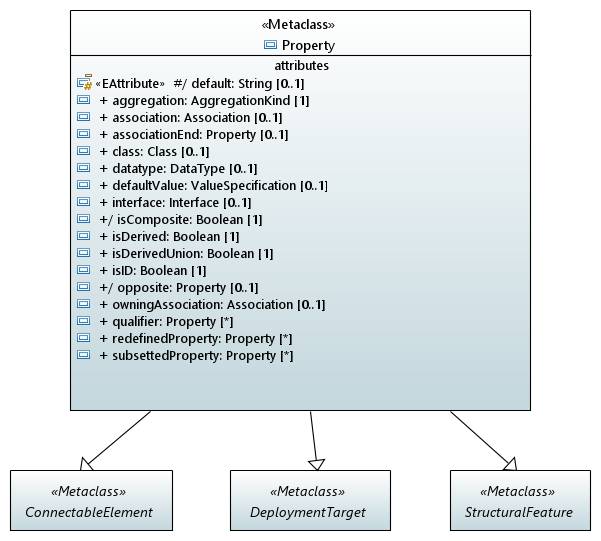 «Metaclass»
Property
attributes
«EAttribute» #/ default: String [0..1]
+ aggregation: AggregationKind [1]
+ association: Association [0..1]
+ associationEnd: Property [0..1]
+ class: Class [0..1]
+ datatype: DataType [0..1]
+ defaultValue: ValueSpecification [0..1]
+ interface: Interface [0..1]
+/ isComposite: Boolean [1]
+ isDerived: Boolean [1]
+ isDerivedUnion: Boolean [1]
+ isID: Boolean [1]
+/ opposite: Property [0..1]
+ owningAssociation: Association [0..1]
+ qualifier: Property [*]
+ redefinedProperty: Property [*]
+ subsettedProperty: Property [*]
«Metaclass»
ConnectableElement
«Metaclass»
DeploymentTarget
«Metaclass»
StructuralFeature